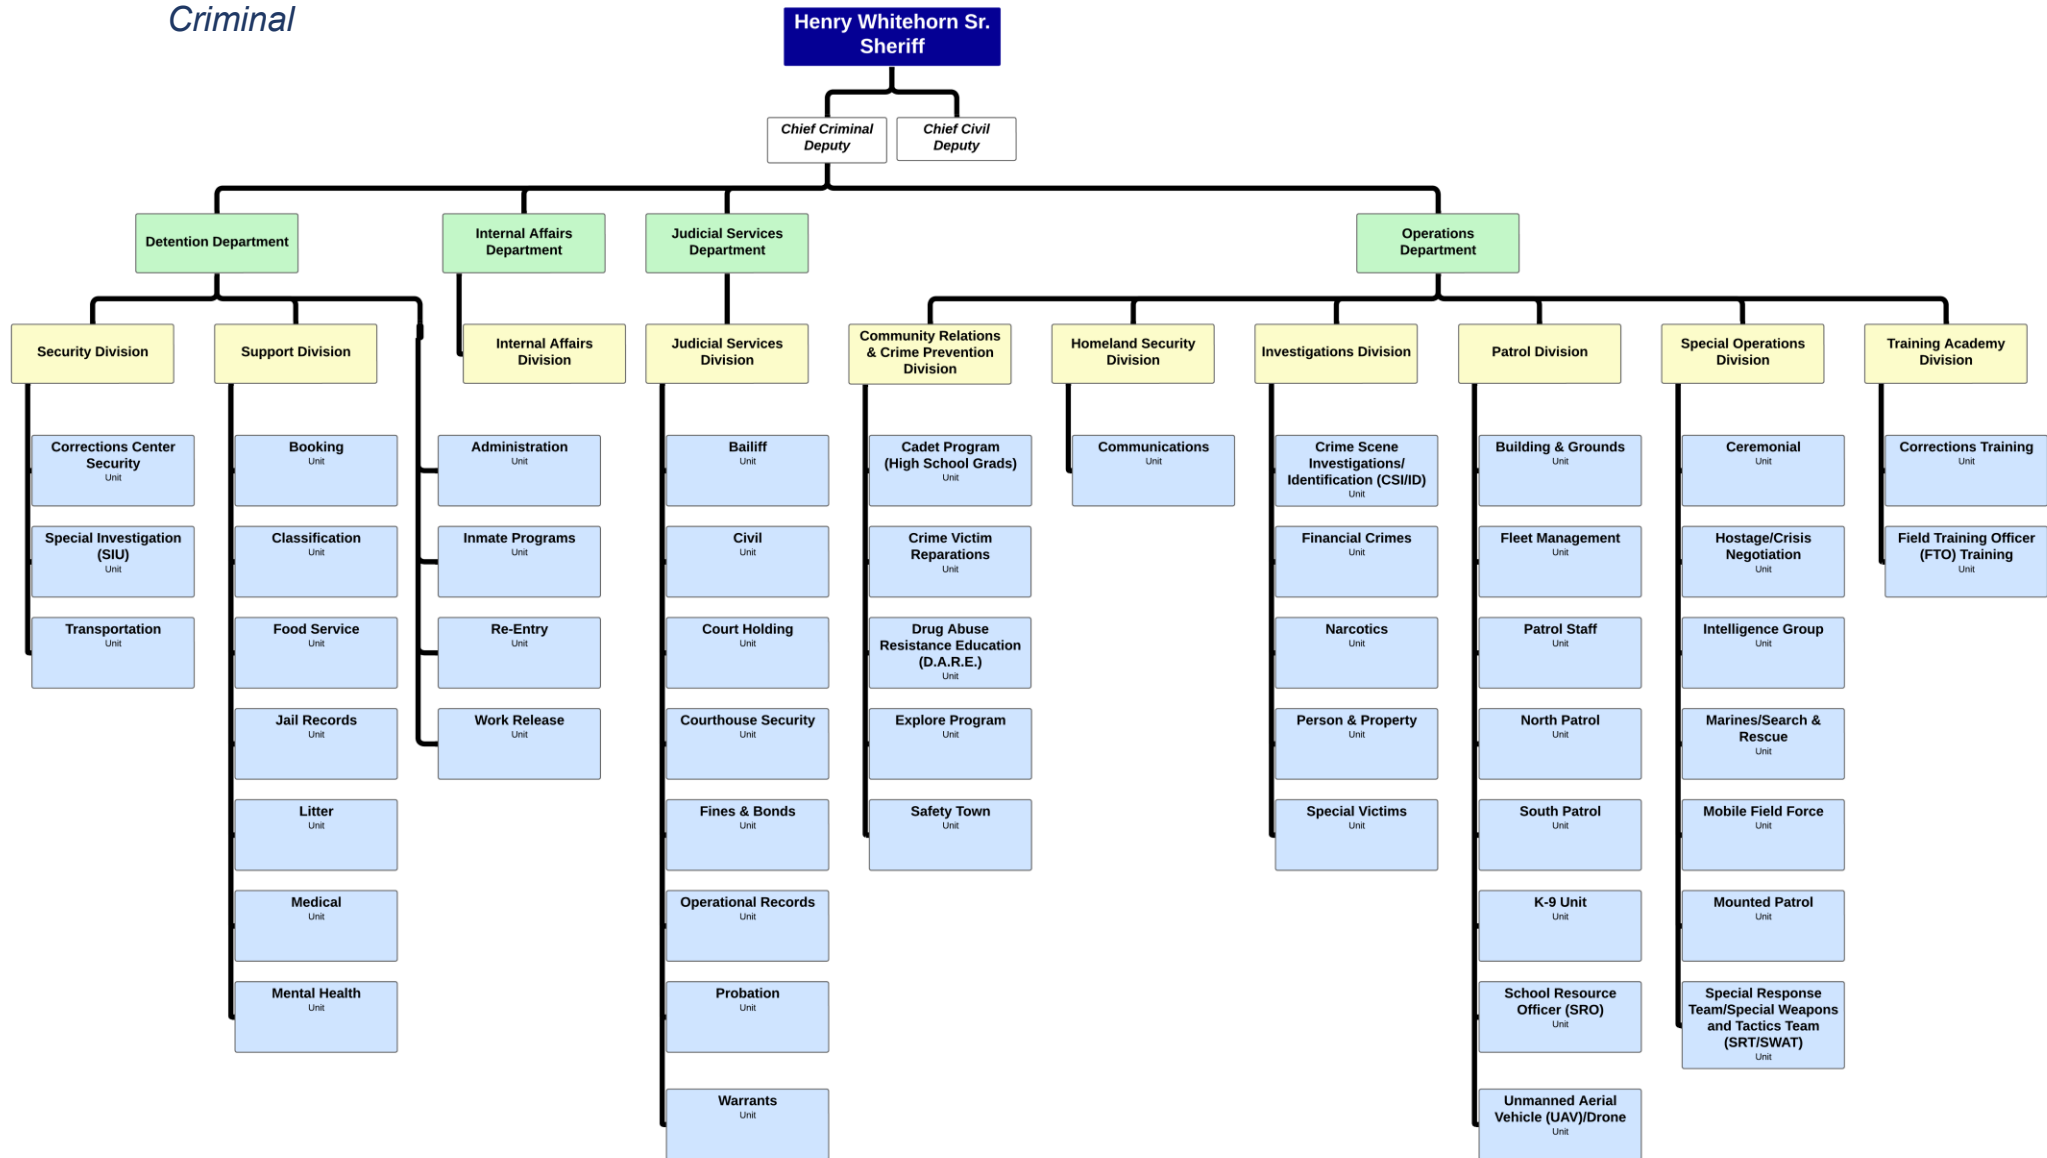 Criminal
Henry Whitehorn Sr.
Sheriff
Chief Criminal
Deputy
Chief Civil
Deputy
Detention Department
Internal Affairs
Department
Judicial Services
Department
Operations
Department
Security Division
Support Division
Internal Affairs
Division
Judicial Services
Division
Community Relations
& Crime Prevention
Division
Homeland Security
Division
Investigations Division
Patrol Division
Special Operations
Division
Training Academy
Division
Corrections Center
Security
Unit
Special Investigation
(SIU)
Unit
Transportation
Unit
Booking
Unit
Classification
Unit
Food Service
Unit
Jail Records
Unit
Litter
Unit
Medical
Unit
Mental Health
Unit
Administration
Unit
Inmate Programs
Unit
Re-Entry
Unit
Work Release
Unit
Bailiff
Unit
Civil
Unit
Court Holding
Unit
Courthouse Security
Unit
Fines & Bonds
Unit
Operational Records
Unit
Probation
Unit
Warrants
Unit
Cadet Program
(High School Grads)
Unit
Crime Victim
Reparations
Unit
Drug Abuse
Resistance Education
(D.A.R.E.)
Unit
Explore Program
Unit
Safety Town
Unit
Communications
Unit
Crime Scene
Investigations/
Identification (CSI/ID)
Unit
Financial Crimes
Unit
Narcotics
Unit
Person & Property
Unit
Special Victims
Unit
Building & Grounds
Unit
Fleet Management
Unit
Patrol Staff
Unit
North Patrol
Unit
South Patrol
Unit
K-9 Unit
Unit
School Resource
Officer (SRO)
Unit
Unmanned Aerial
Vehicle (UAV)/Drone
Unit
Ceremonial
Unit
Hostage/Crisis
Negotiation
Unit
Intelligence Group
Unit
Marines/Search &
Rescue
Unit
Mobile Field Force
Unit
Mounted Patrol
Unit
Special Response
Team/Special Weapons
and Tactics Team
(SRT/SWAT)
Unit
Corrections Training
Unit
Field Training Officer
(FTO) Training
Unit